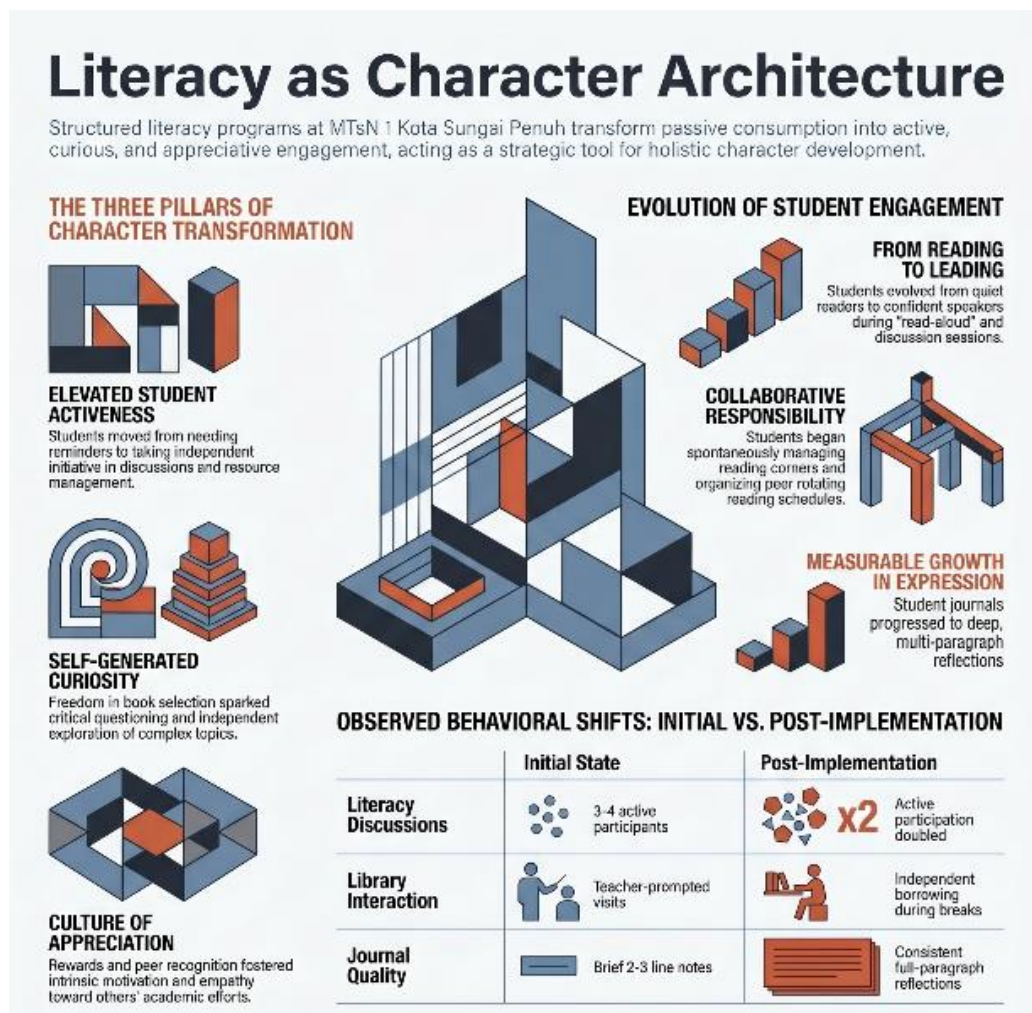 Literacy as Character Architecture
Structured literacy programs at MTsN 1 Kota Sungai Penuh transform passive consumption into active,
curious, and appreciative engagement, acting as a strategic tool for holistic character development.
THE THREE PILLARS OF
CHARACTER TRANSFORMATION
ELEVATED STUDENT
ACTIVENESS
Students moved from needing
reminders to taking independent
initiative in discussions and resource
management.
SELF-GENERATED
CURIOSITY
Freedom in book selection sparked
critical questioning and independent
exploration of complex topics.
CULTURE OF
APPRECIATION
Rewards and peer recognition fostered
intrinsic motivation and empathy
toward others' academic efforts.
EVOLUTION OF STUDENT ENGAGEMENT
FROM READING
TO LEADING
Students evolved from quiet
readers to confident speakers
during "read-aloud" and
discussion sessions.
COLLABORATIVE
RESPONSIBILITY
Students began
spontaneously managing
reading corners and
organizing peer rotating
reading schedules.
MEASURABLE GROWTH
IN EXPRESSION
Student journals
progressed to deep,
multi-paragraph
reflections
OBSERVED BEHAVIORAL SHIFTS: INITIAL VS. POST-IMPLEMENTATION
Initial State
Post-Implementation
Literacy
Discussions
3-4 active
participants
x2
Active
participation
doubled
Library
Interaction
Teacher-prompted
visits
Independent
borrowing
during breaks
Journal
Quality
Brief 2-3 line notes
Consistent
full-paragraph
reflections